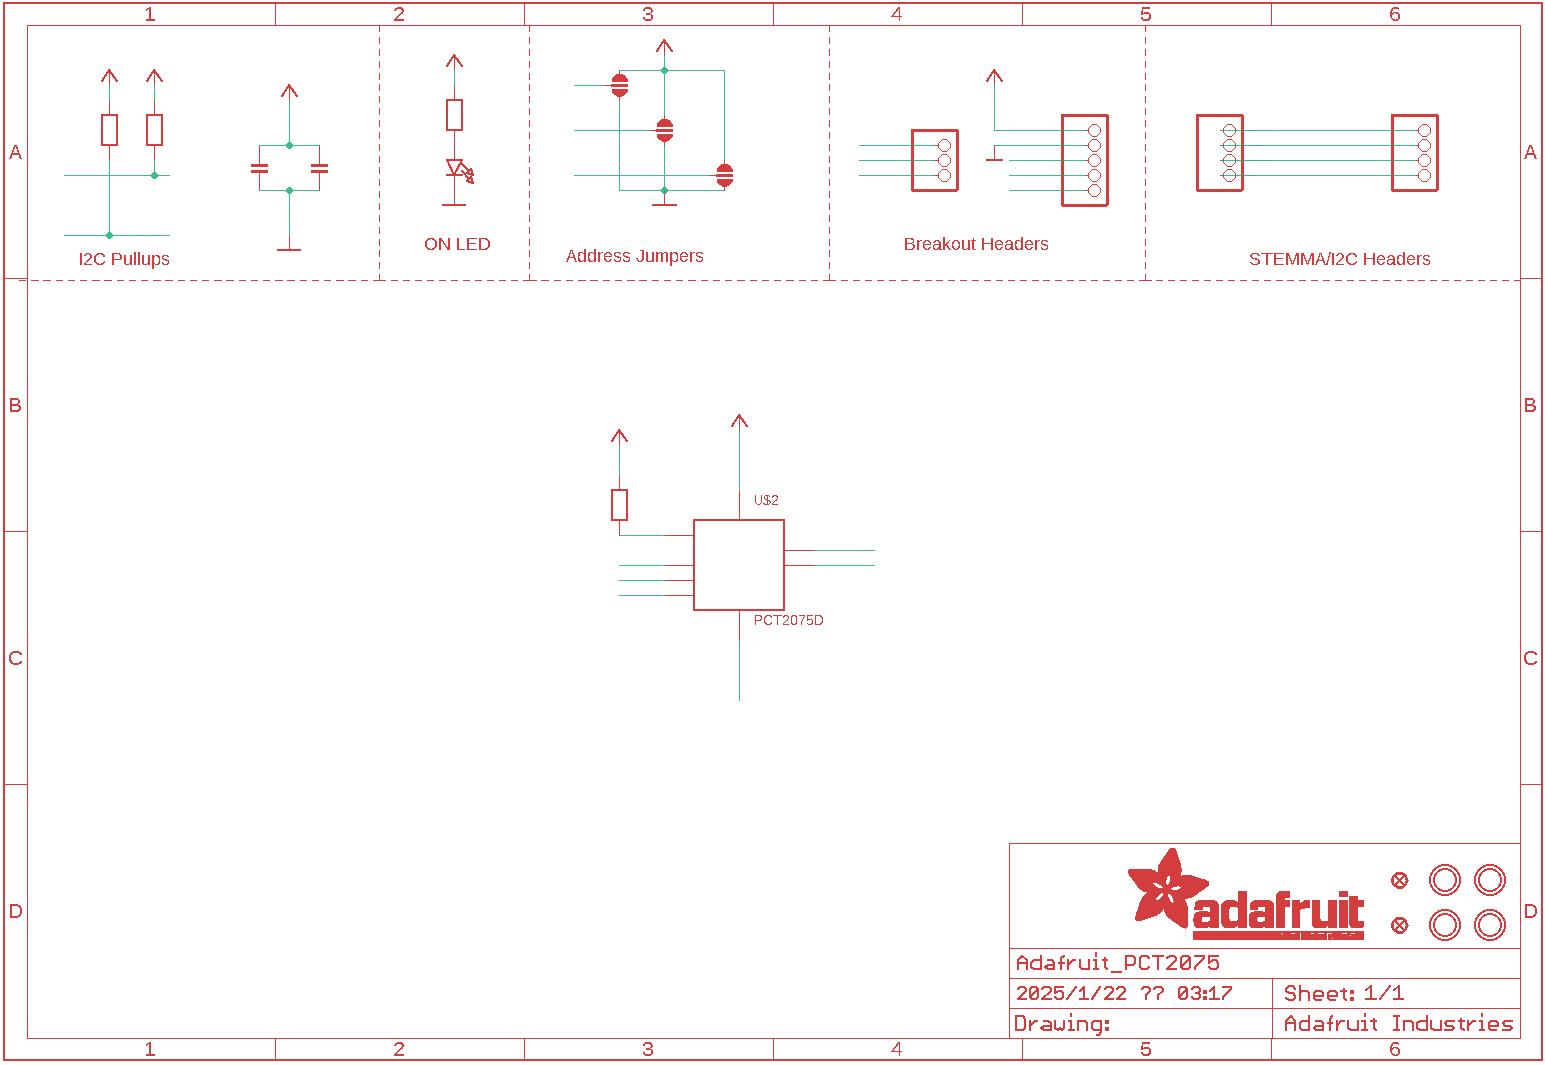 1 2 3 4 5 6
A A
I2C Pullups
ON LED
Address Jumpers
Breakout Headers
STEMMA/I2C Headers
B B
U$2
PCT2075D
C C
D D
adafruit
Adafruit_PCT2075
2025/1/22 ?? 03:17
Sheet: 1/1
Drawing:
Adafruit Industries
1 2 3 4 5 6